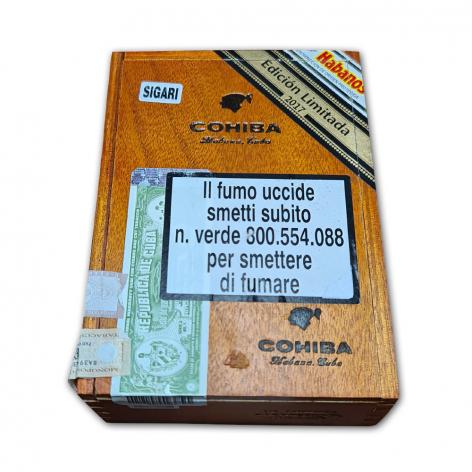 SIGARI
Habanos
Edición Limitada
2017
COHIBA
Habana, Cuba
Il fumo uccide
smetti subito
n. verde 800.554.088
per smettere
di fumare
REPUBLICA DE CUBA
COHIBA
Habana, Cuba